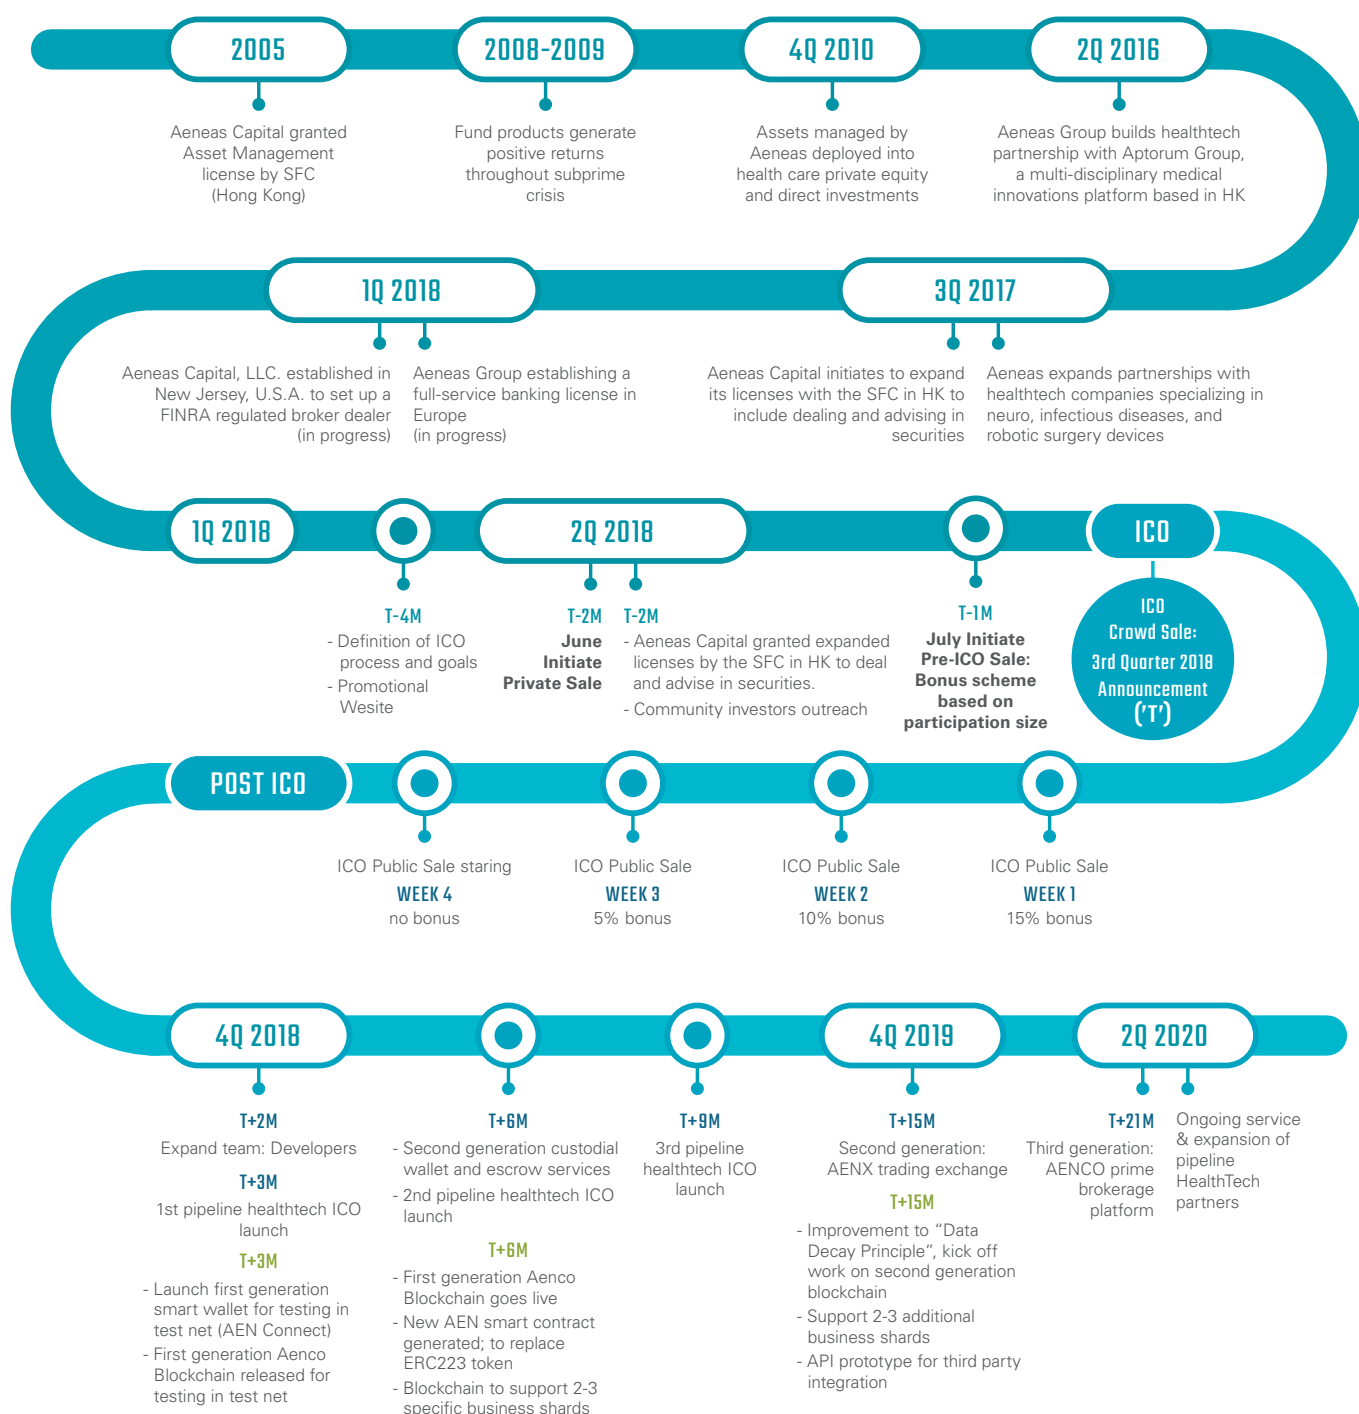 2005
Aeneas Capital granted
Asset Management
license by SFC
(Hong Kong)
2008-2009
Fund products generate
positive returns
throughout subprime
crisis
4Q 2010
Assets managed by
Aeneas deployed into
health care private equity
and direct investments
2Q 2016
Aeneas Group builds healthtech
partnership with Aptorum Group,
a multi-disciplinary medical
innovations platform based in HK
1Q 2018
Aeneas Capital, LLC. established in
New Jersey, U.S.A. to set up a
FINRA regulated broker dealer
(in progress)
Aeneas Group establishing a
full-service banking license in
Europe
(in progress)
3Q 2017
Aeneas Capital initiates to expand
its licenses with the SFC in HK to
include dealing and advising in
securities
Aeneas expands partnerships with
healthtech companies specializing in
neuro, infectious diseases, and
robotic surgery devices
1Q 2018
T-4M
- Definition of ICO
process and goals
- Promotional
Wesite
2Q 2018
T-2M
June
Initiate
Private Sale
T-2M
- Aeneas Capital granted expanded
licenses by the SFC in HK to deal
and advise in securities.
- Community investors outreach
T-1M
July Initiate
Pre-ICO Sale:
Bonus scheme
based on
participation size
ICO
ICO
Crowd Sale:
3rd Quarter 2018
Announcement
('T')
POST ICO
ICO Public Sale staring
WEEK 4
no bonus
ICO Public Sale
WEEK 3
5% bonus
ICO Public Sale
WEEK 2
10% bonus
ICO Public Sale
WEEK 1
15% bonus
4Q 2018
T+2M
Expand team: Developers
T+3M
1st pipeline healthtech ICO
launch
T+3M
- Launch first generation
smart wallet for testing in
test net (AEN Connect)
- First generation Aenco
Blockchain released for
testing in test net
T+6M
- Second generation custodial
wallet and escrow services
- 2nd pipeline healthtech ICO
launch
T+6M
- First generation Aenco
Blockchain goes live
- New AEN smart contract
generated; to replace
ERC223 token
- Blockchain to support 2-3
specific business shards
T+9M
3rd pipeline
healthtech ICO
launch
4Q 2019
T+15M
Second generation:
AENX trading exchange
T+15M
- Improvement to “Data
Decay Principle”, kick off
work on second generation
blockchain
- Support 2-3 additional
business shards
- API prototype for third party
integration
2Q 2020
T+21M
Third generation:
AENCO prime
brokerage
platform
Ongoing service
& expansion of
pipeline
HealthTech
partners